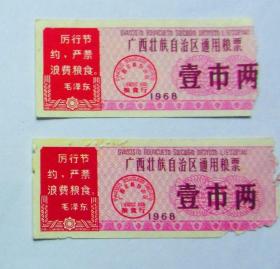 厉行节
约、严禁
浪费粮食。
毛泽东
广西壮族自治区通用粮票
壹市两
1968
厉行节
约、严禁
浪费粮食。
毛泽东
广西壮族自治区通用粮票
壹市两
1968